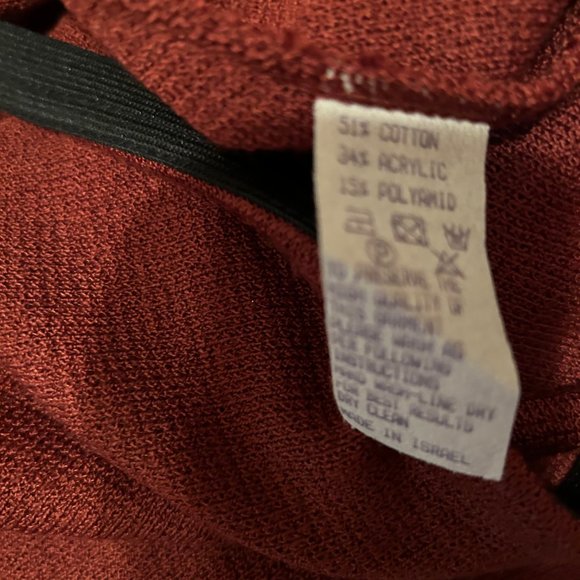 51% COTTON
34% ACRYLIC
15% POLYAMID
P
TO PRESERVE THE
YOUR QUALITY OF
THIS GARMENT
PLEASE WASH AS
PER FOLLOWING
INSTRUCTIONS
HAND WASH-LINE DRY
FOR BEST RESULTS
DRY CLEAN
MADE IN ISRAEL